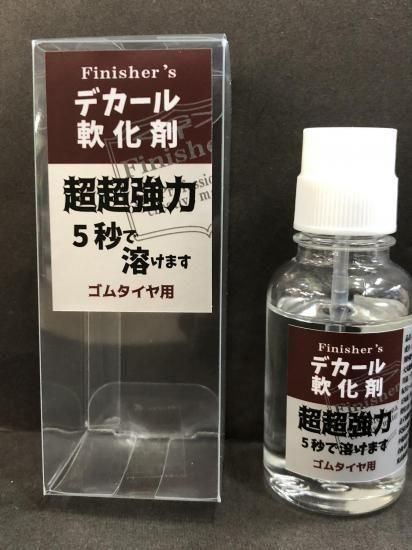 Finisher's
デカール
軟化剤
超超強力
5秒で
溶けます
ゴムタイヤ用
Finisher's
デカール
軟化剤
超超強力
5秒で溶けます
ゴムタイヤ用